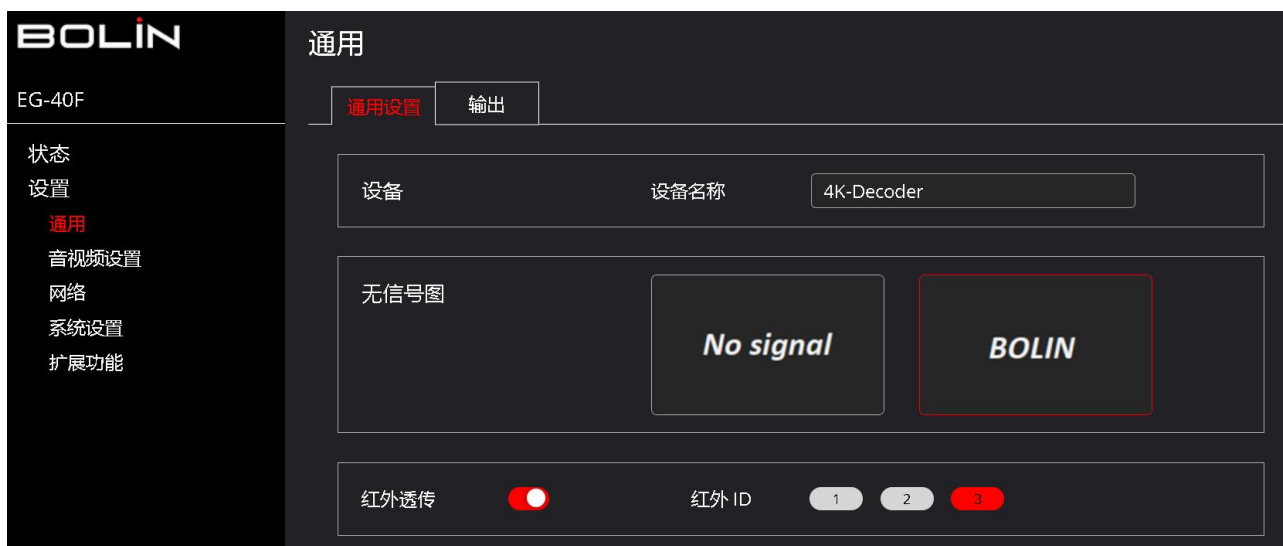 BOLIN
EG-40F
状态
设置
通用
音视频设置
网络
系统设置
扩展功能
通用
通用设置 输出
设备 设备名称 4K-Decoder
无信号图 No signal BOLIN
红外透传 红外 ID 1 2 3